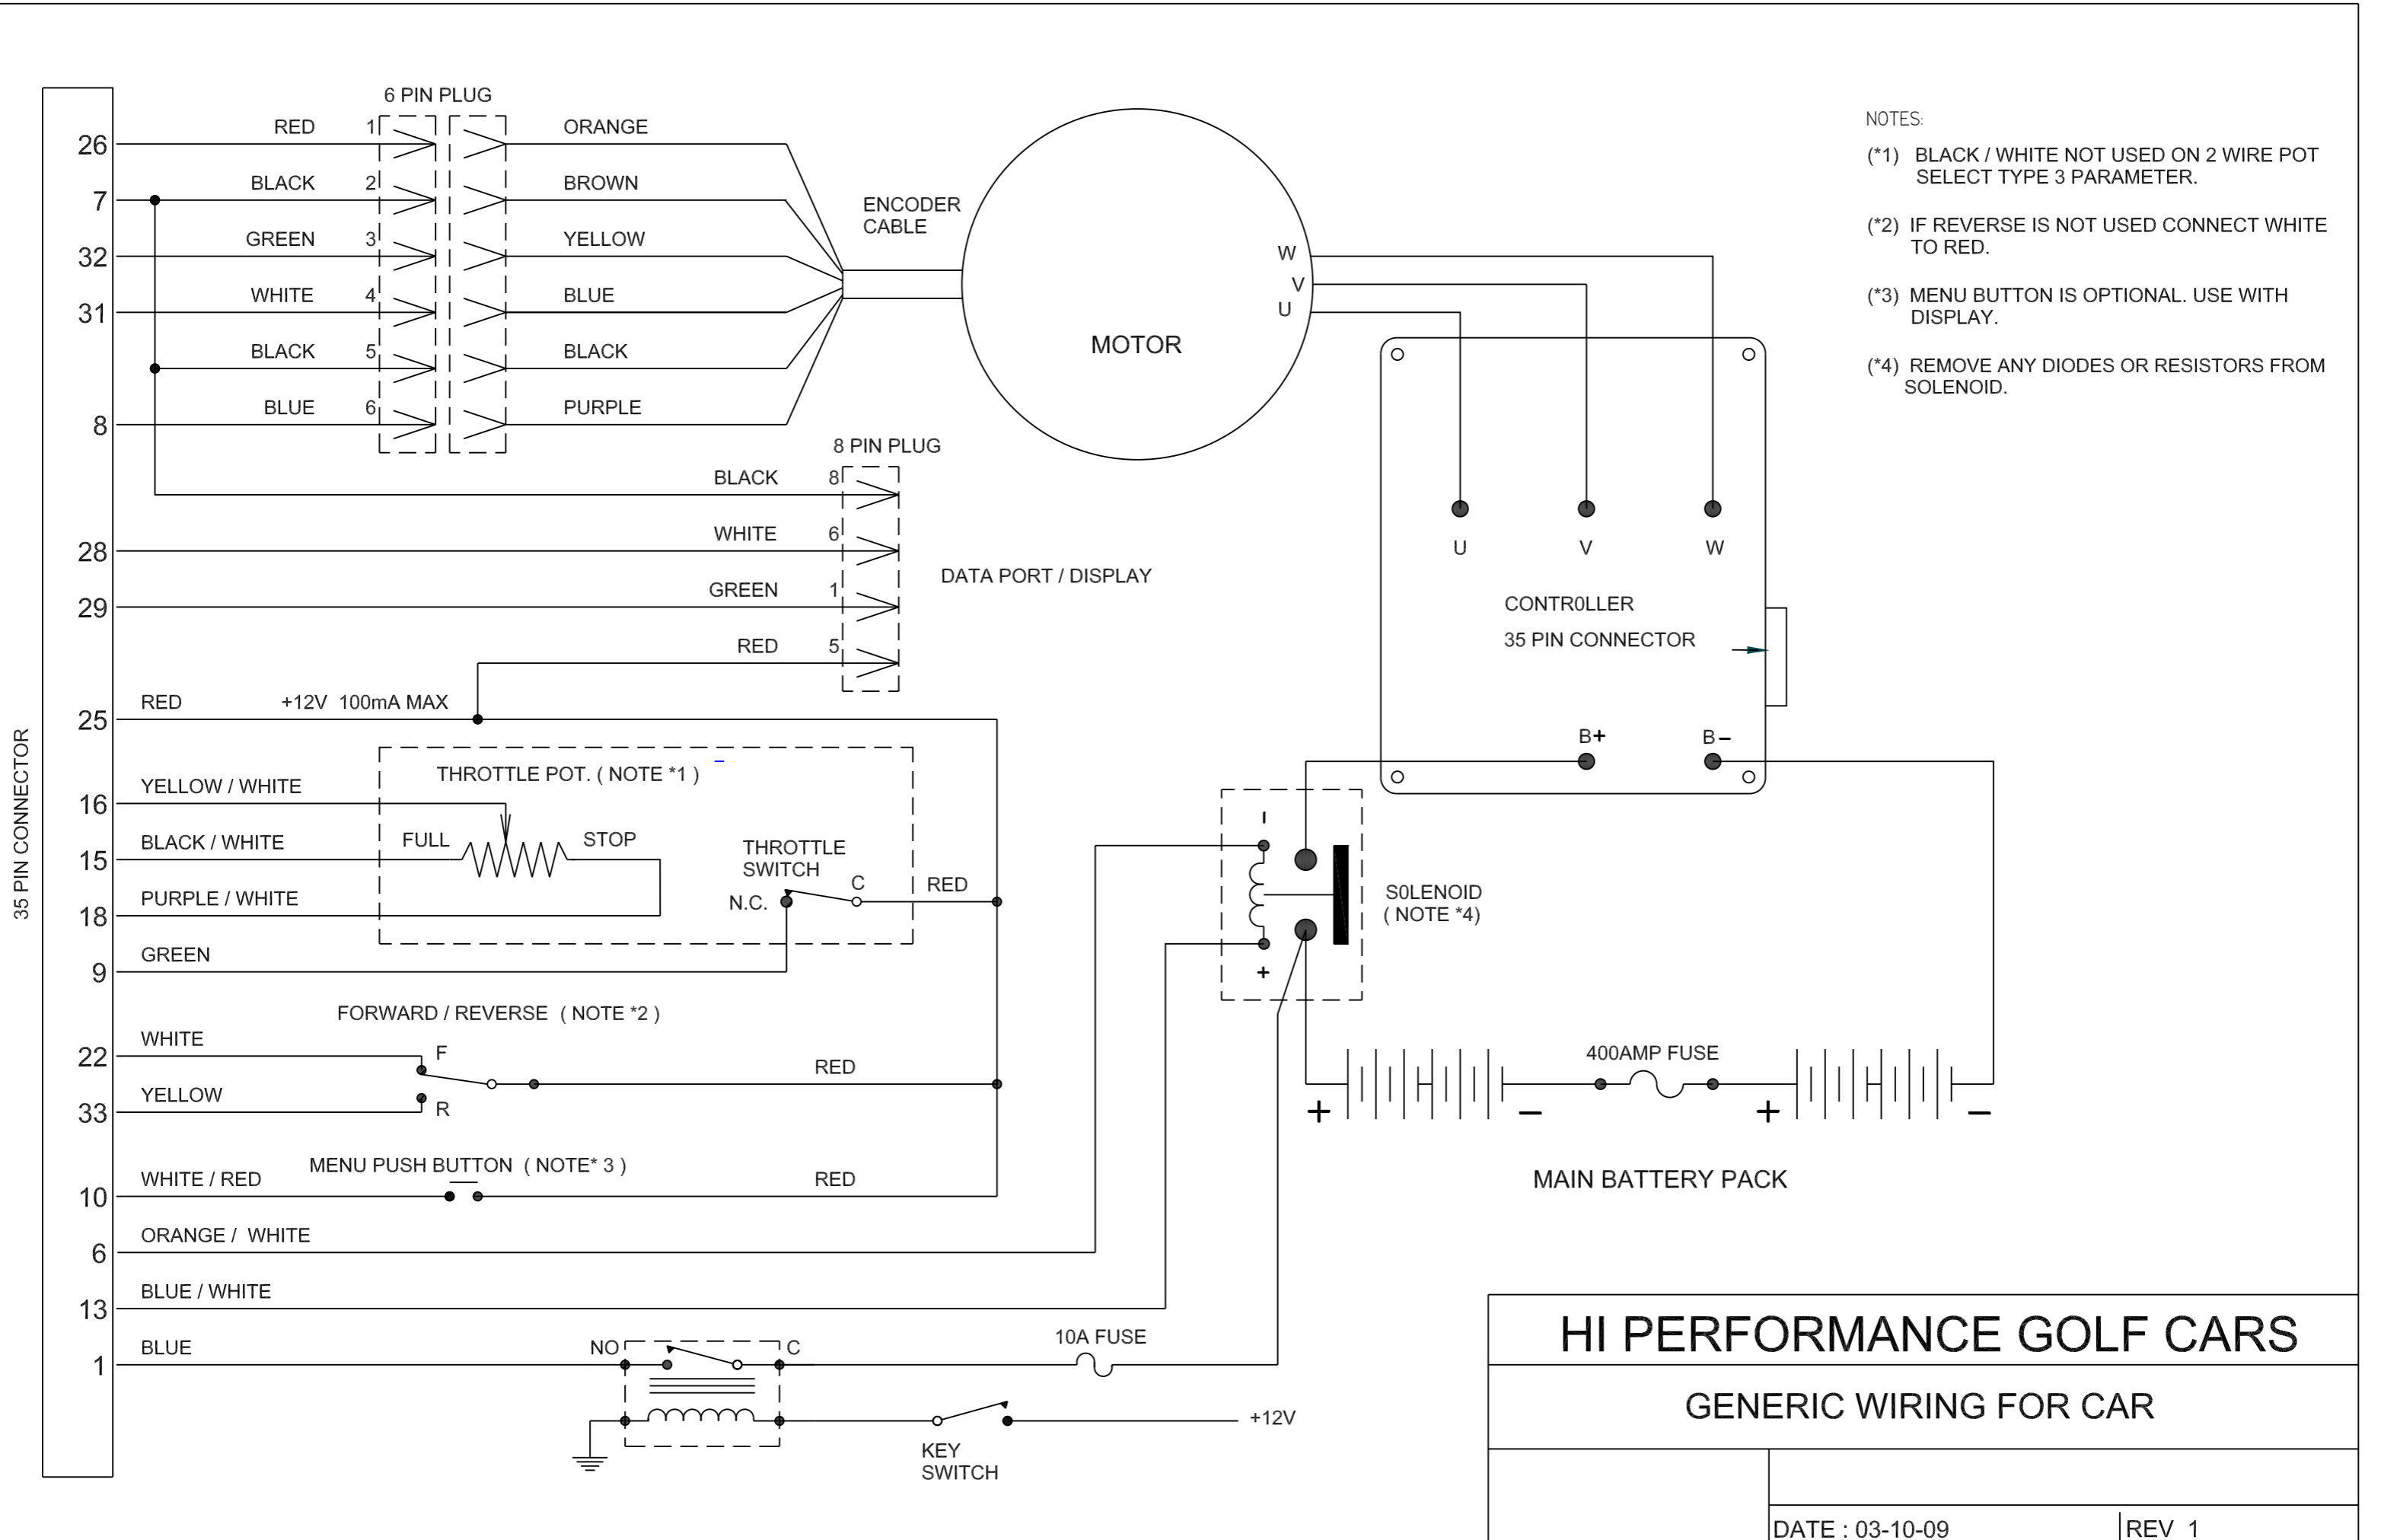 6 PIN PLUG
26 RED 1 ORANGE
7 BLACK 2 BROWN
32 GREEN 3 YELLOW
31 WHITE 4 BLUE
BLACK 5 BLACK
8 BLUE 6 PURPLE
ENCODER
CABLE
MOTOR
W
V
U
NOTES:
(*1) BLACK / WHITE NOT USED ON 2 WIRE POT
SELECT TYPE 3 PARAMETER.
(*2) IF REVERSE IS NOT USED CONNECT WHITE
TO RED.
(*3) MENU BUTTON IS OPTIONAL. USE WITH
DISPLAY.
(*4) REMOVE ANY DIODES OR RESISTORS FROM
SOLENOID.
8 PIN PLUG
BLACK 8
28 WHITE 6
29 GREEN 1
RED 5
DATA PORT / DISPLAY
U V W
CONTR0LLER
35 PIN CONNECTOR
B+ B−
35 PIN CONNECTOR
25 RED +12V 100mA MAX
THROTTLE POT. ( NOTE *1 )
16 YELLOW / WHITE
15 BLACK / WHITE FULL STOP
THROTTLE
SWITCH
18 PURPLE / WHITE N.C. C RED
9 GREEN
FORWARD / REVERSE ( NOTE *2 )
22 WHITE F
RED
33 YELLOW R
MENU PUSH BUTTON ( NOTE* 3 )
10 WHITE / RED RED
6 ORANGE / WHITE
13 BLUE / WHITE
1 BLUE NO C 10A FUSE
KEY
SWITCH
+12V
−
+
S0LENOID
( NOTE *4)
400AMP FUSE
+ − + −
MAIN BATTERY PACK
HI PERFORMANCE GOLF CARS
GENERIC WIRING FOR CAR
DATE : 03-10-09 REV 1